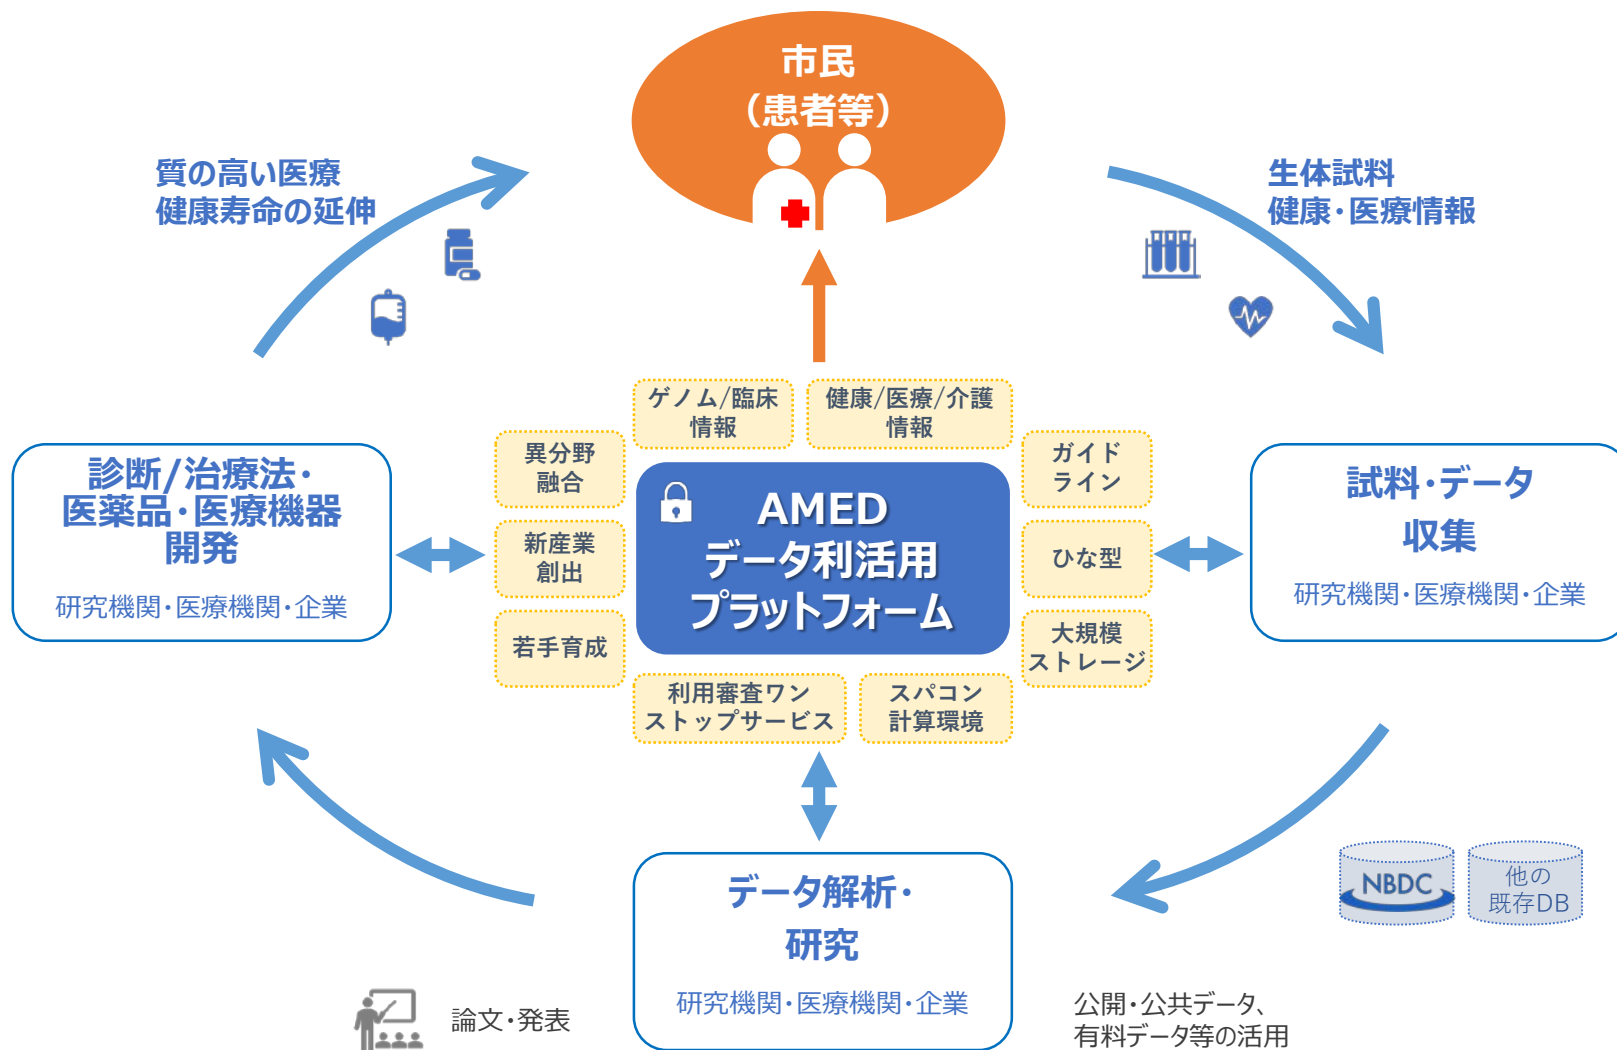 市民
（患者等）
質の高い医療
健康寿命の延伸
生体試料
健康・医療情報
ゲノム/臨床
情報
健康/医療/介護
情報
異分野
融合
新産業
創出
若手育成
ガイド
ライン
ひな型
大規模
ストレージ
AMED
データ利活用
プラットフォーム
利用審査ワン
ストップサービス
スパコン
計算環境
診断/治療法・
医薬品・医療機器
開発
研究機関・医療機関・企業
試料・データ
収集
研究機関・医療機関・企業
データ解析・
研究
研究機関・医療機関・企業
NBDC
他の
既存DB
論文・発表
公開・公共データ、
有料データ等の活用